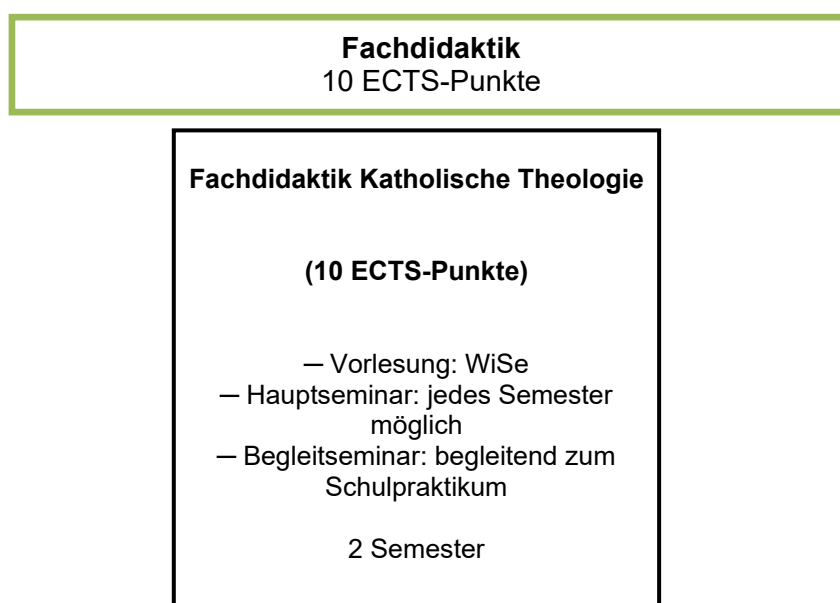 Fachdidaktik
10 ECTS-Punkte
Fachdidaktik Katholische Theologie
(10 ECTS-Punkte)
─ Vorlesung: WiSe
─ Hauptseminar: jedes Semester
möglich
─ Begleitseminar: begleitend zum
Schulpraktikum
2 Semester